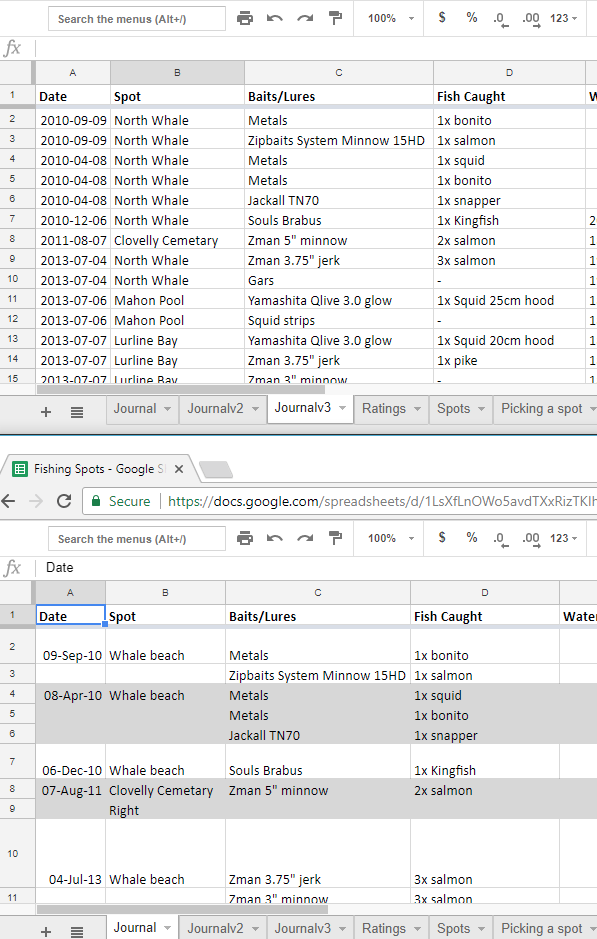 Search the menus (Alt+/) 100% $ % .0 .00 123
fx
A B C D
1 Date Spot Baits/Lures Fish Caught W
2 2010-09-09 North Whale Metals 1x bonito
3 2010-09-09 North Whale Zipbaits System Minnow 15HD 1x salmon
4 2010-04-08 North Whale Metals 1x squid
5 2010-04-08 North Whale Metals 1x bonito
6 2010-04-08 North Whale Jackall TN70 1x snapper
7 2010-12-06 North Whale Souls Brabus 1x Kingfish 2
8 2011-08-07 Clovelly Cemetary Zman 5" minnow 2x salmon 1
9 2013-07-04 North Whale Zman 3.75" jerk 3x salmon 1
10 2013-07-04 North Whale Gars - 1
11 2013-07-06 Mahon Pool Yamashita Qlive 3.0 glow 1x Squid 25cm hood 1
12 2013-07-06 Mahon Pool Squid strips - 1
13 2013-07-07 Lurline Bay Yamashita Qlive 3.0 glow 1x Squid 20cm hood 1
14 2013-07-07 Lurline Bay Zman 3.75" jerk 1x pike 1
15 2013-07-07 Lurline Bay Zman 3" minnow - 1
+ Journal Journalv2 Journalv3 Ratings Spots Picking a spot
Fishing Spots - Google S
Secure https://docs.google.com/spreadsheets/d/1LsXfLnOWo5avdTXxRizTKIh
Search the menus (Alt+/) 100% $ % .0 .00 123
fx Date
A B C D
1 Date Spot Baits/Lures Fish Caught Water
2 09-Sep-10 Whale beach Metals 1x bonito
3 Zipbaits System Minnow 15HD 1x salmon
4 08-Apr-10 Whale beach Metals 1x squid
5 Metals 1x bonito
6 Jackall TN70 1x snapper
7 06-Dec-10 Whale beach Souls Brabus 1x Kingfish
8 07-Aug-11 Clovelly Cemetary Zman 5" minnow 2x salmon
9 Right
10 04-Jul-13 Whale beach Zman 3.75" jerk 3x salmon
11 Zman 3" minnow 3x salmon
+ Journal Journalv2 Journalv3 Ratings Spots Picking a spot